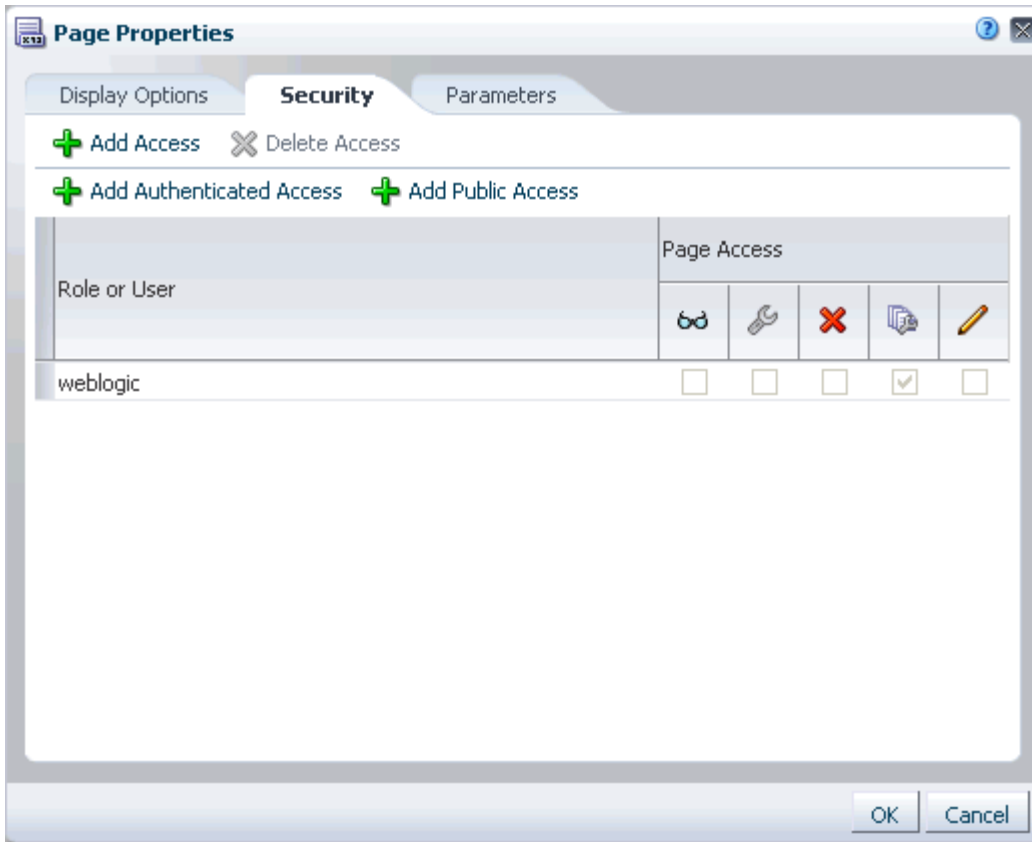 Page Properties
Display Options Security Parameters
Add Access Delete Access
Add Authenticated Access Add Public Access
Role or User
Page Access
weblogic
OK Cancel